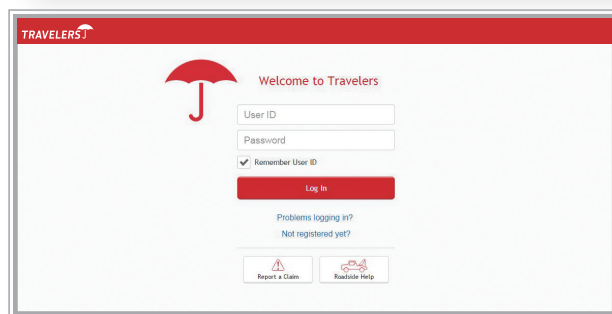 TRAVELERS
Welcome to Travelers
User ID
Password
Remember User ID
Log In
Problems logging in?
Not registered yet?
Report a Claim
Roadside Help